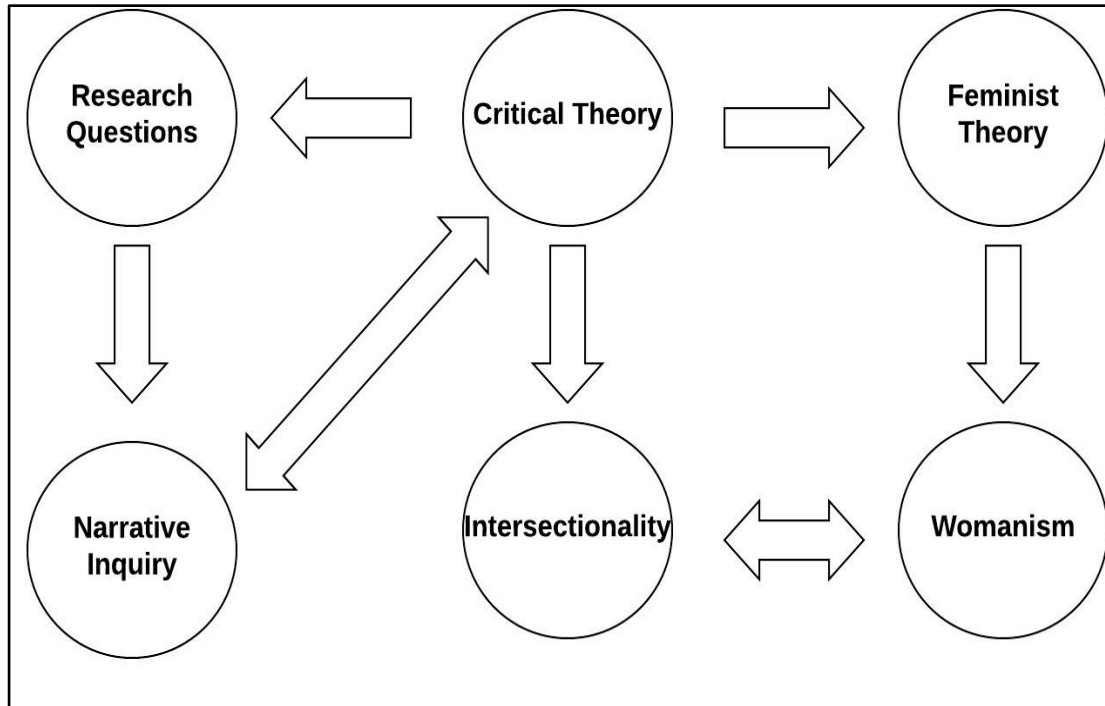 Research
Questions
Critical Theory
Feminist
Theory
Narrative
Inquiry
Intersectionality
Womanism